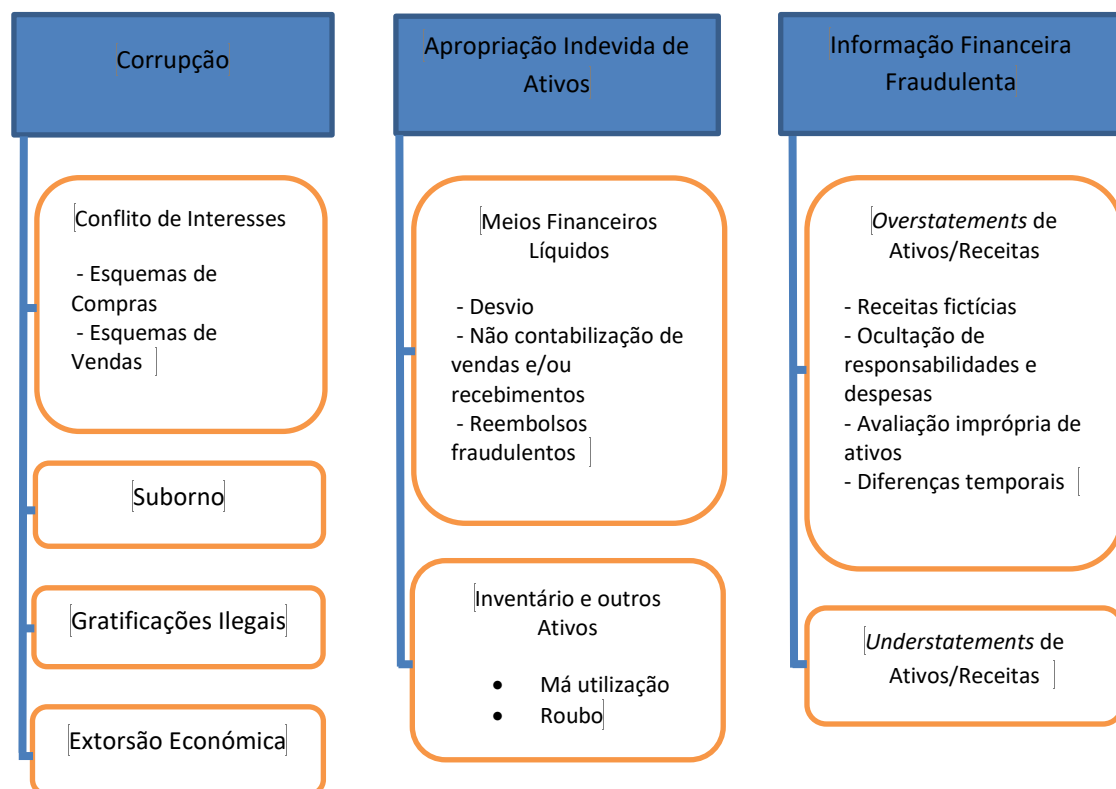 Corrupção
Conflito de Interesses
- Esquemas de
Compras
- Esquemas de
Vendas
Suborno
Gratificações Ilegais
Extorsão Económica
Apropriação Indevida de
Ativos
Meios Financeiros
Líquidos
- Desvio
- Não contabilização de
vendas e/ou
recebimentos
- Reembolsos
fraudulentos
Inventário e outros
Ativos
• Má utilização
• Roubo
Informação Financeira
Fraudulenta
Overstatements de
Ativos/Receitas
- Receitas fictícias
- Ocultação de
responsabilidades e
despesas
- Avaliação imprópria de
ativos
- Diferenças temporais
Understatements de
Ativos/Receitas